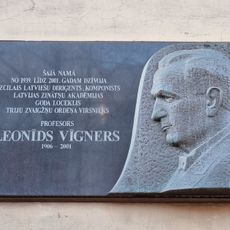 ŠAJĀ NAMĀ
NO 1939. LĪDZ 2001. GADAM DZĪVOJA
IZCILAIS LATVIEŠU DIRIĢENTS, KOMPONISTS
LATVIJAS ZINĀTŅU AKADĒMIJAS
GODA LOCEKLIS
TRIJU ZVAIGŽŅU ORDEŅA VIRSNIEKS
PROFESORS
LEONĪDS VĪGNERS
1906 - 2001